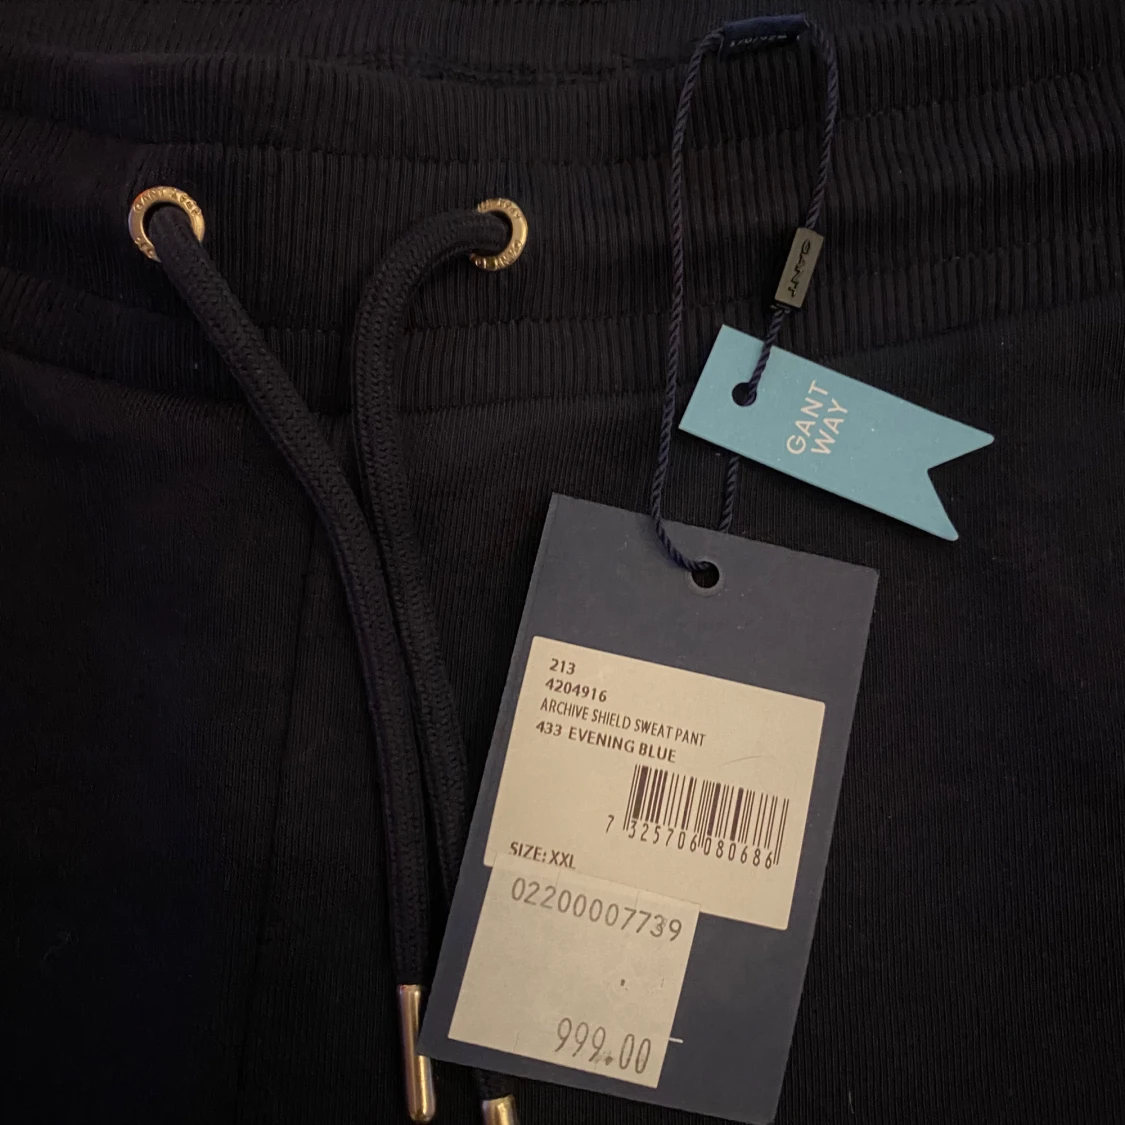 GANT
GANT
WAY
213
4204916
ARCHIVE SHIELD SWEAT PANT
433 EVENING BLUE
7 325706 080686
SIZE: XXL
02200007739
999.00